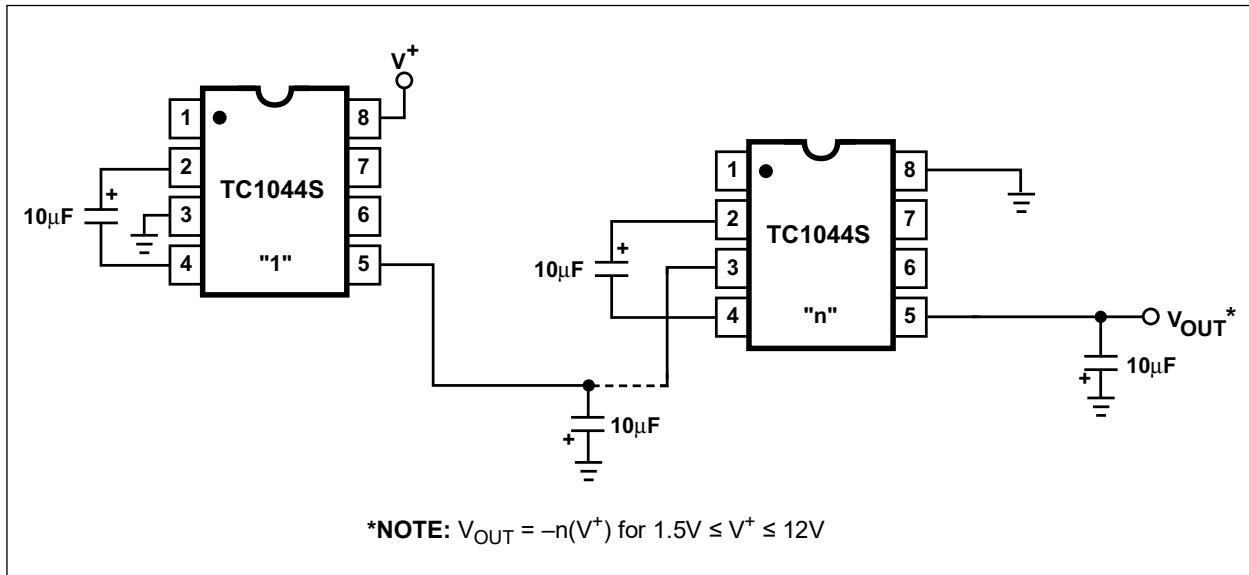 V+
1
8
2
7
TC1044S
+
10µF
3
6
4
"1"
5
1
8
2
7
TC1044S
+
10µF
3
6
4
"n"
5
VOUT*
10µF
+
10µF
+
*NOTE: VOUT = –n(V+) for 1.5V ≤ V+ ≤ 12V